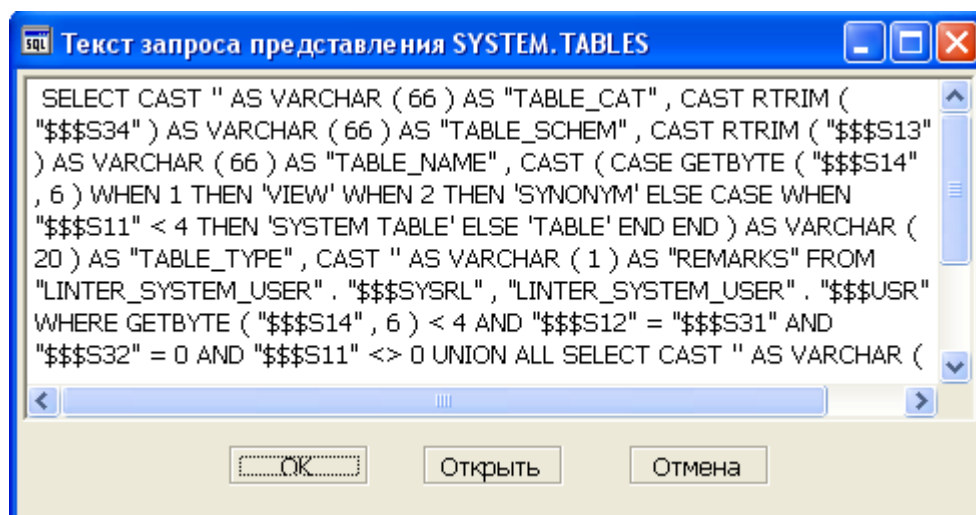 Текст запроса представления SYSTEM.TABLES
SELECT CAST '' AS VARCHAR ( 66 ) AS "TABLE_CAT" , CAST RTRIM (
"$$$S34" ) AS VARCHAR ( 66 ) AS "TABLE_SCHEM" , CAST RTRIM ( "$$$S13"
) AS VARCHAR ( 66 ) AS "TABLE_NAME" , CAST ( CASE GETBYTE ( "$$$S14"
, 6 ) WHEN 1 THEN 'VIEW' WHEN 2 THEN 'SYNONYM' ELSE CASE WHEN
"$$$S11" < 4 THEN 'SYSTEM TABLE' ELSE 'TABLE' END END ) AS VARCHAR (
20 ) AS "TABLE_TYPE" , CAST '' AS VARCHAR ( 1 ) AS "REMARKS" FROM
"LINTER_SYSTEM_USER" . "$$$SYSRL" , "LINTER_SYSTEM_USER" . "$$$USR"
WHERE GETBYTE ( "$$$S14" , 6 ) < 4 AND "$$$S12" = "$$$S31" AND
"$$$S32" = 0 AND "$$$S11" <> 0 UNION ALL SELECT CAST '' AS VARCHAR (
OK Открыть Отмена